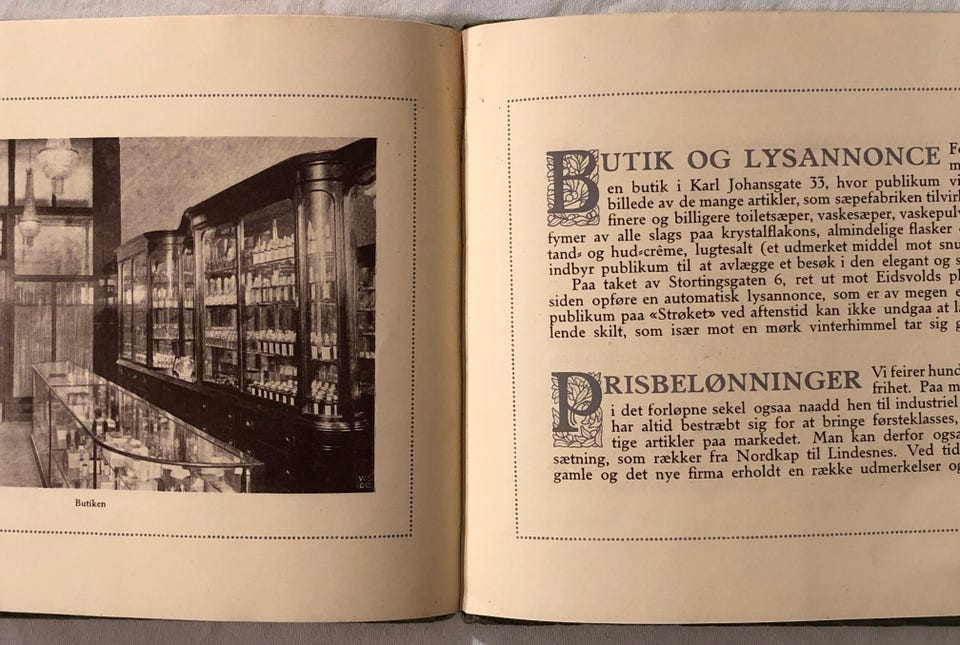 Butiken
BUTIK OG LYSANNONCE
en butik i Karl Johansgate 33, hvor publikum
billede av de mange artikler, som sæpefabriken
finere og billigere toiletsæper, vaskesæper,
fymer av alle slags paa krystalflakons, almindelige flasker
tand- og hud-crême, lugtesalt (et udmerket middel mot
indbyr publikum til at avlægge et besøk i den elegant og
Paa taket av Stortingsgaten 6, ret ut mot Eidsvolds
siden opføre en automatisk lysannonce, som er av megen
publikum paa «Strøket» ved aftenstid kan ikke undgaa at
lende skilt, som især mot en mørk vinterhimmel tar sig
PRISBELØNNINGER Vi feirer
frihet. Paa
i det forløpne sekel ogsaa naadd hen til industriel
har altid bestræbt sig for at bringe førsteklasses,
tige artikler paa markedet. Man kan derfor
sætning, som rækker fra Nordkap til Lindesnes. Ved
gamle og det nye firma erholdt en række udmerkelser